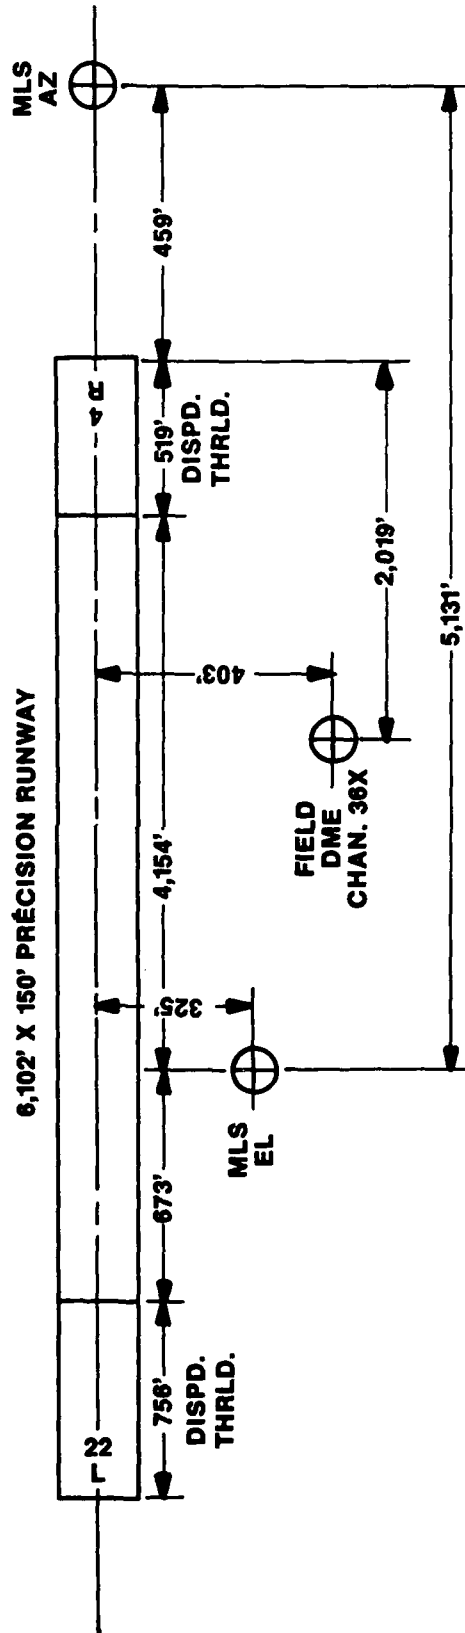 6,102' X 150' PRÉCISION RUNWAY
MLS
AZ
22
L
4
R
756'
DISPD.
THRLD.
673'
4,154'
519'
DISPD.
THRLD.
459'
325'
403'
MLS
EL
FIELD
DME
CHAN. 36X
2,019'
5,131'